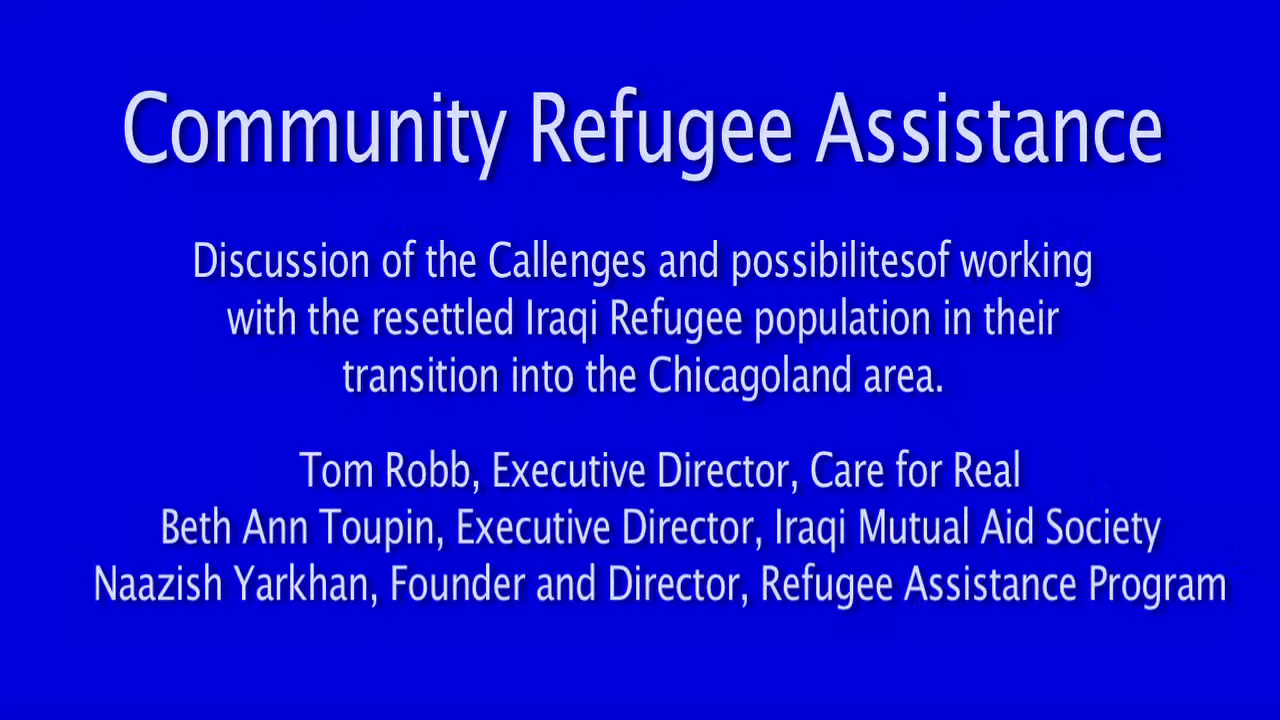 Community Refugee Assistance
Discussion of the Callenges and possibilitesof working
with the resettled Iraqi Refugee population in their
transition into the Chicagoland area.
Tom Robb, Executive Director, Care for Real
Beth Ann Toupin, Executive Director, Iraqi Mutual Aid Society
Naazish Yarkhan, Founder and Director, Refugee Assistance Program